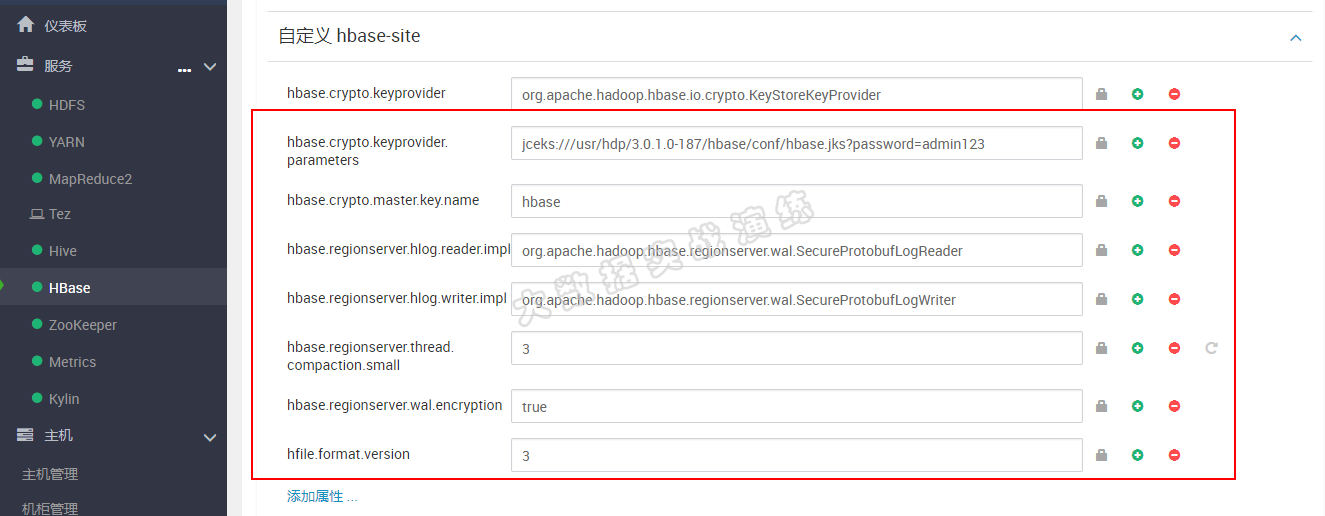 仪表板
服务
...
HDFS
YARN
MapReduce2
Tez
Hive
HBase
ZooKeeper
Metrics
Kylin
主机
主机管理
机柜管理
自定义 hbase-site
hbase.crypto.keyprovider
org.apache.hadoop.hbase.io.crypto.KeyStoreKeyProvider
hbase.crypto.keyprovider.
parameters
jceks:///usr/hdp/3.0.1.0-187/hbase/conf/hbase.jks?password=admin123
hbase.crypto.master.key.name
hbase
hbase.regionserver.hlog.reader.impl
org.apache.hadoop.hbase.regionserver.wal.SecureProtobufLogReader
hbase.regionserver.hlog.writer.impl
org.apache.hadoop.hbase.regionserver.wal.SecureProtobufLogWriter
hbase.regionserver.thread.
compaction.small
3
hbase.regionserver.wal.encryption
true
hfile.format.version
3
添加属性 ...
大数据实战演练